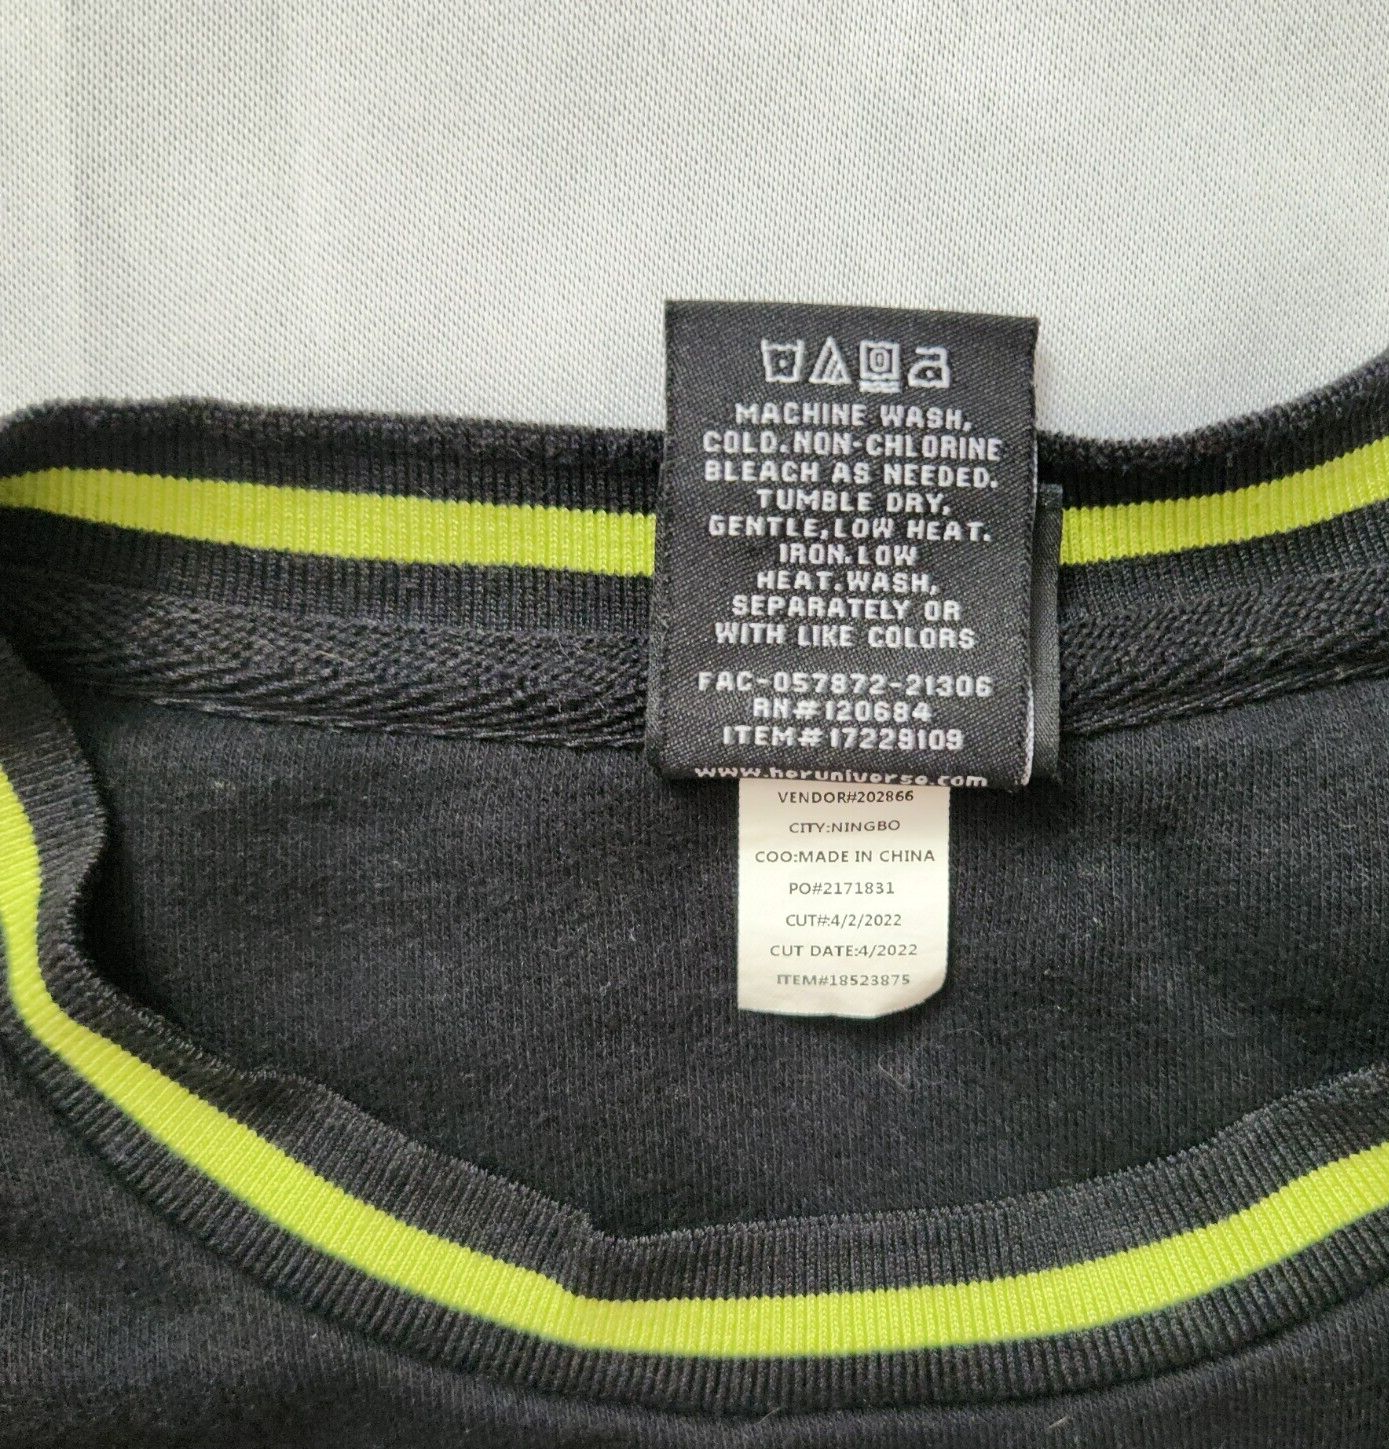 MACHINE WASH,
COLD.NON-CHLORINE
BLEACH AS NEEDED.
TUMBLE DRY,
GENTLE,LOW HEAT.
IRON.LOW
HEAT.WASH,
SEPARATELY OR
WITH LIKE COLORS
FAC-057872-21306
RN#120684
ITEM#17229109
www.heruniverse.com
VENDOR#202866
CITY:NINGBO
COO:MADE IN CHINA
PO#2171831
CUT#:4/2/2022
CUT DATE:4/2022
ITEM#18523875